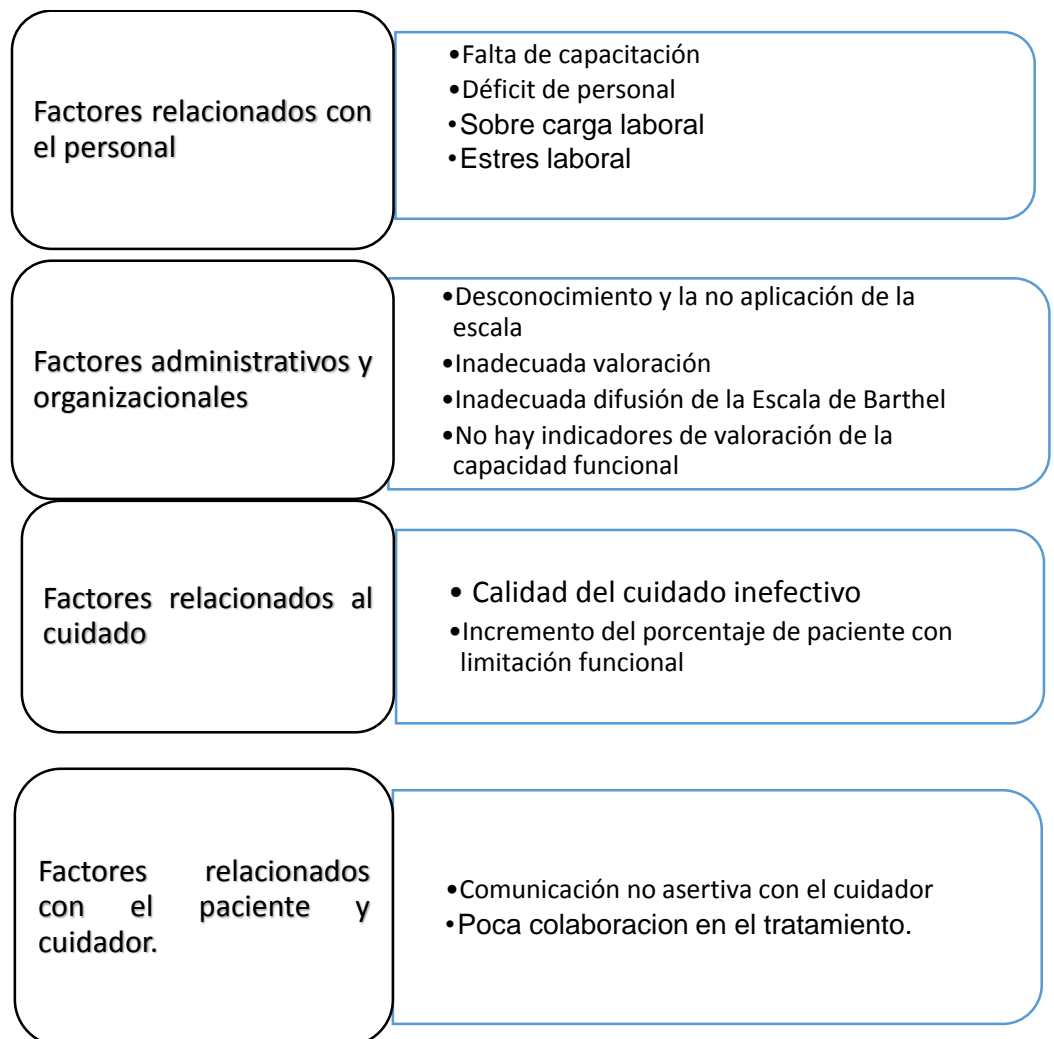 Factores relacionados con
el personal
•Falta de capacitación
•Déficit de personal
•Sobre carga laboral
•Estres laboral
Factores administrativos y
organizacionales
•Desconocimiento y la no aplicación de la
escala
•Inadecuada valoración
•Inadecuada difusión de la Escala de Barthel
•No hay indicadores de valoración de la
capacidad funcional
Factores relacionados al
cuidado
• Calidad del cuidado inefectivo
•Incremento del porcentaje de paciente con
limitación funcional
Factores relacionados
con el paciente y
cuidador.
•Comunicación no asertiva con el cuidador
•Poca colaboracion en el tratamiento.